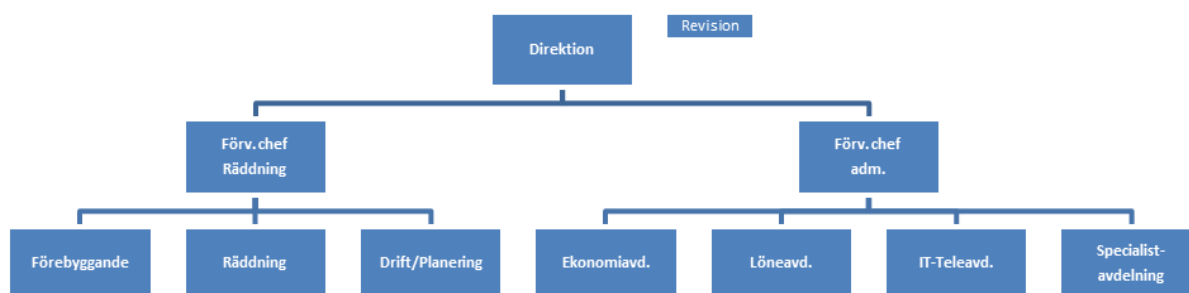 Direktion
Revision
Förv. chef
Räddning
Förv. chef
adm.
Förebyggande
Räddning
Drift/Planering
Ekonomiavd.
Löneavd.
IT-Teleavd.
Specialist-
avdelning